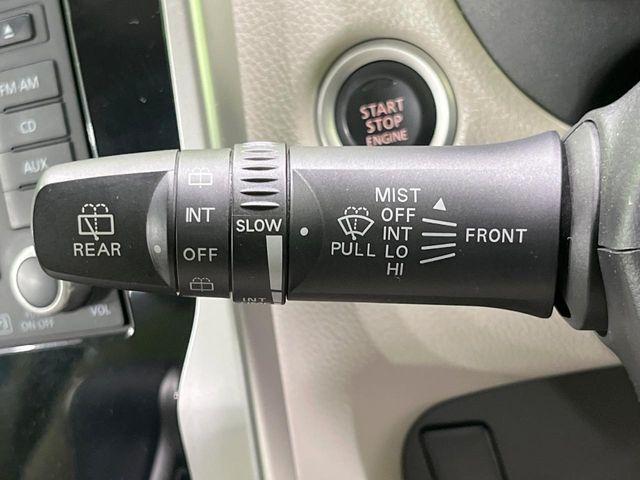 FM·AM
CD
AUX
VOL
ON·OFF
START
STOP
ENGINE
REAR
INT
OFF
SLOW
INT
PULL
MIST
OFF
INT
LO
HI
FRONT